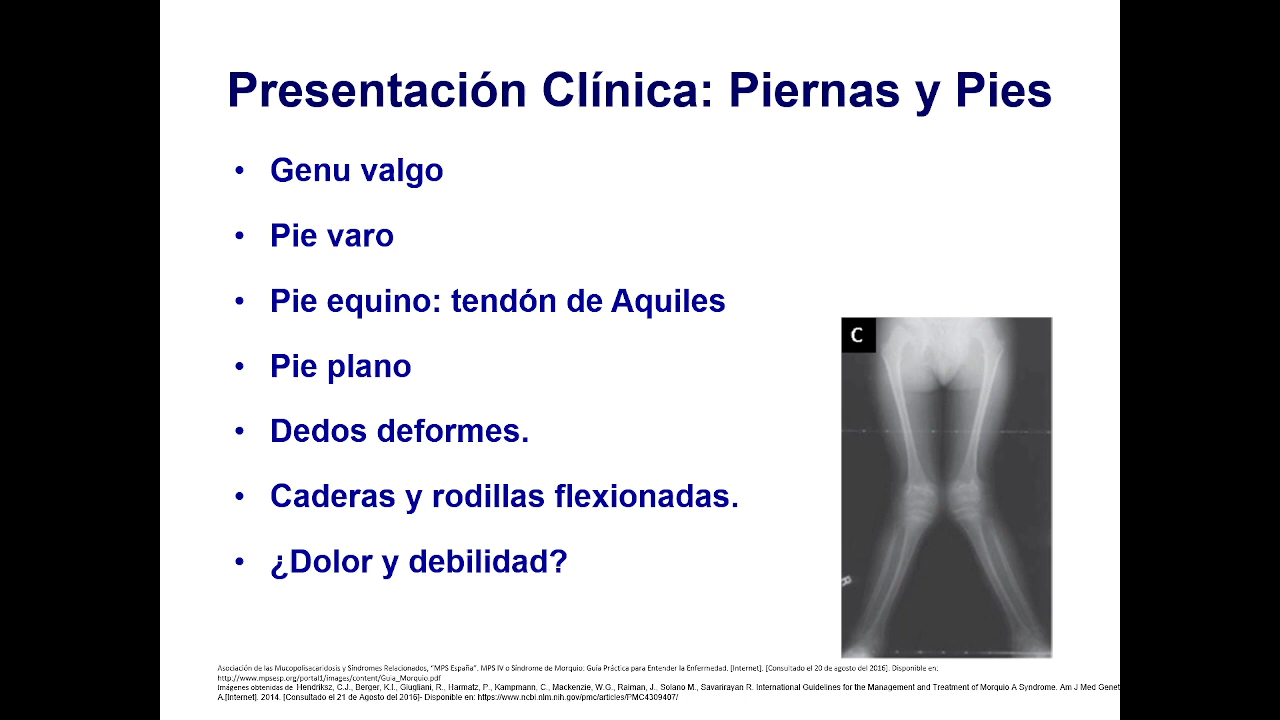 Presentación Clínica: Piernas y Pies
• Genu valgo
• Pie varo
• Pie equino: tendón de Aquiles
• Pie plano
• Dedos deformes.
• Caderas y rodillas flexionadas.
• ¿Dolor y debilidad?
C
R
Asociación de las Mucopolisacaridosis y Síndromes Relacionados, “MPS España”. MPS IV o Síndrome de Morquio: Guía Práctica para Entender la Enfermedad. [Internet]. [Consultado el 20 de agosto del 2016]. Disponible en:
http://www.mpsesp.org/portal1/images/content/Guia_Morquio.pdf
Imágenes obtenidas de Hendriksz, C.J., Berger, K.I., Giugliani, R., Harmatz, P., Kampmann, C., Mackenzie, W.G., Raiman, J., Solano M., Savarirayan R. International Guidelines for the Management and Treatment of Morquio A Syndrome. Am J Med Genet
A.[Internet]. 2014. [Consultado el 21 de Agosto del 2016]- Disponible en: https://www.ncbi.nlm.nih.gov/pmc/articles/PMC4309407/